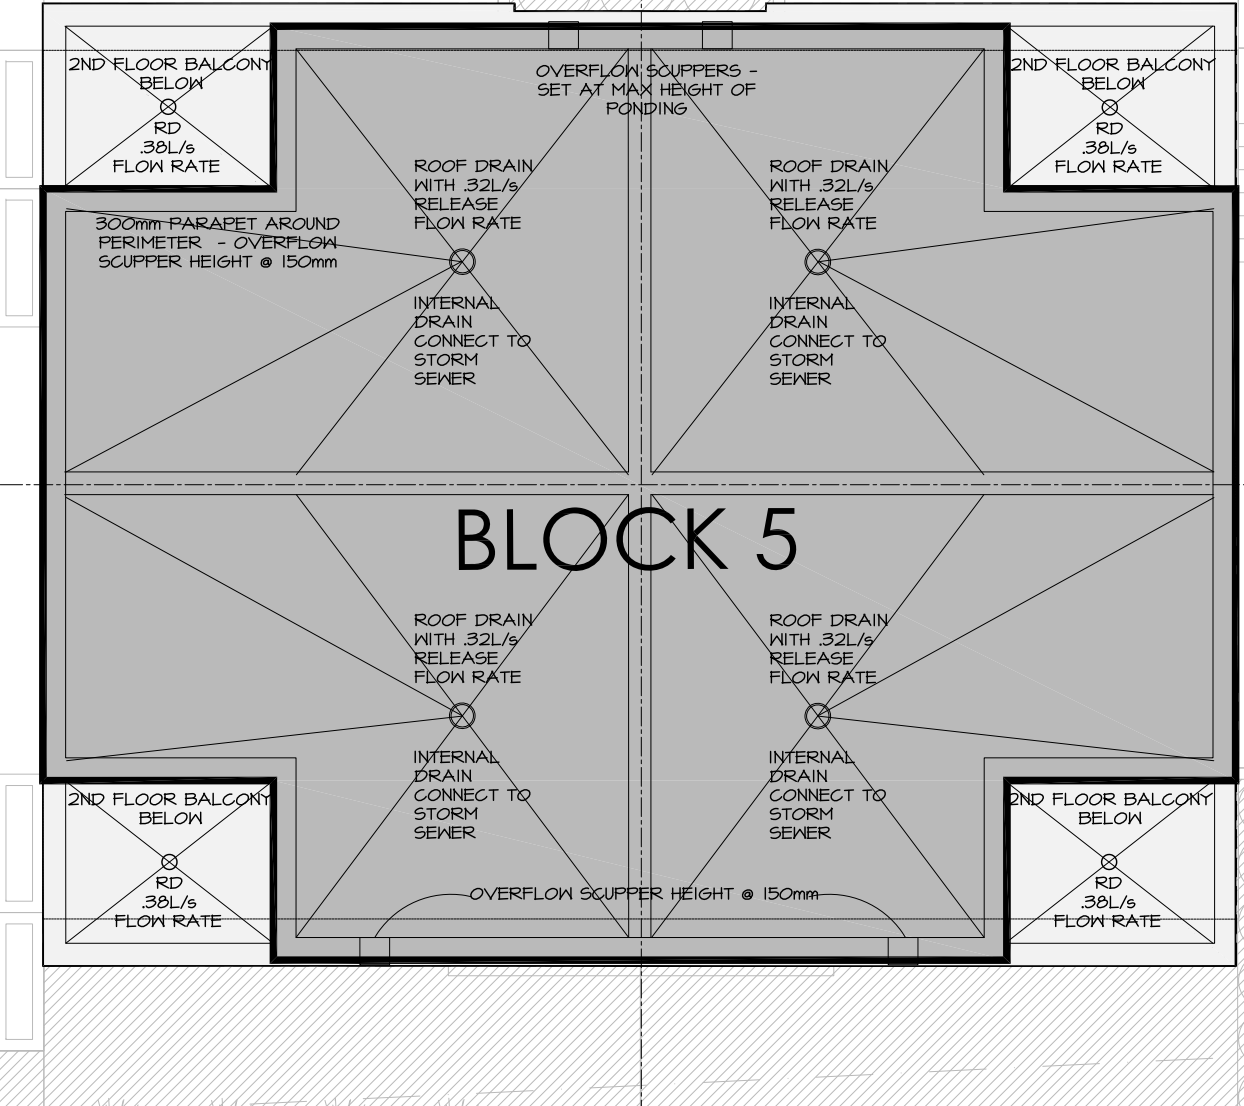 2ND FLOOR BALCONY
BELOW
RD
.38L/s
FLOW RATE
OVERFLOW SCUPPERS -
SET AT MAX HEIGHT OF
PONDING
2ND FLOOR BALCONY
BELOW
RD
.38L/s
FLOW RATE
300mm PARAPET AROUND
PERIMETER - OVERFLOW
SCUPPER HEIGHT @ 150mm
ROOF DRAIN
WITH .32L/s
RELEASE
FLOW RATE
INTERNAL
DRAIN
CONNECT TO
STORM
SEWER
ROOF DRAIN
WITH .32L/s
RELEASE
FLOW RATE
INTERNAL
DRAIN
CONNECT TO
STORM
SEWER
BLOCK 5
ROOF DRAIN
WITH .32L/s
RELEASE
FLOW RATE
INTERNAL
DRAIN
CONNECT TO
STORM
SEWER
ROOF DRAIN
WITH .32L/s
RELEASE
FLOW RATE
INTERNAL
DRAIN
CONNECT TO
STORM
SEWER
2ND FLOOR BALCONY
BELOW
RD
.38L/s
FLOW RATE
OVERFLOW SCUPPER HEIGHT @ 150mm
2ND FLOOR BALCONY
BELOW
RD
.38L/s
FLOW RATE